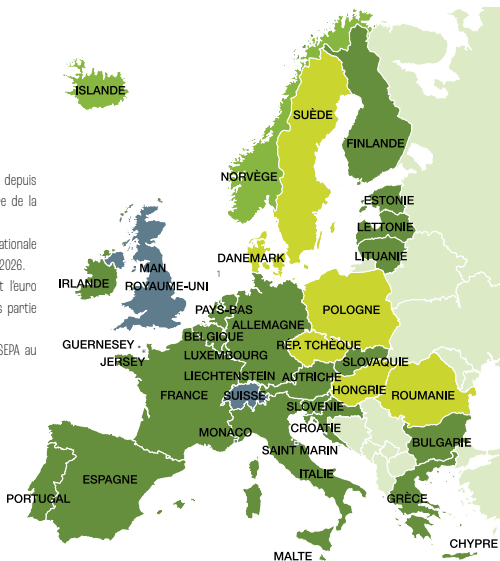 depuis
e de la
ationale
2026.
t l'euro
s partie
SEPA au
ISLANDE
SUÈDE
FINLANDE
NORVÈGE
ESTONIE
LETTONIE
LITUANIE
DANEMARK
MAN
IRLANDE
ROYAUME-UNI
1
PAYS-BAS
POLOGNE
ALLEMAGNE
BELGIQUE
GUERNESEY
RÉP. TCHÈQUE
JERSEY
LUXEMBOURG
SLOVAQUIE
LIECHTENSTEIN
AUTRICHE
FRANCE
SUISSE
HONGRIE
ROUMANIE
SLOVENIE
CROATIE
MONACO
BULGARIE
SAINT MARIN
ITALIE
ESPAGNE
PORTUGAL
GRÈCE
CHYPRE
MALTE